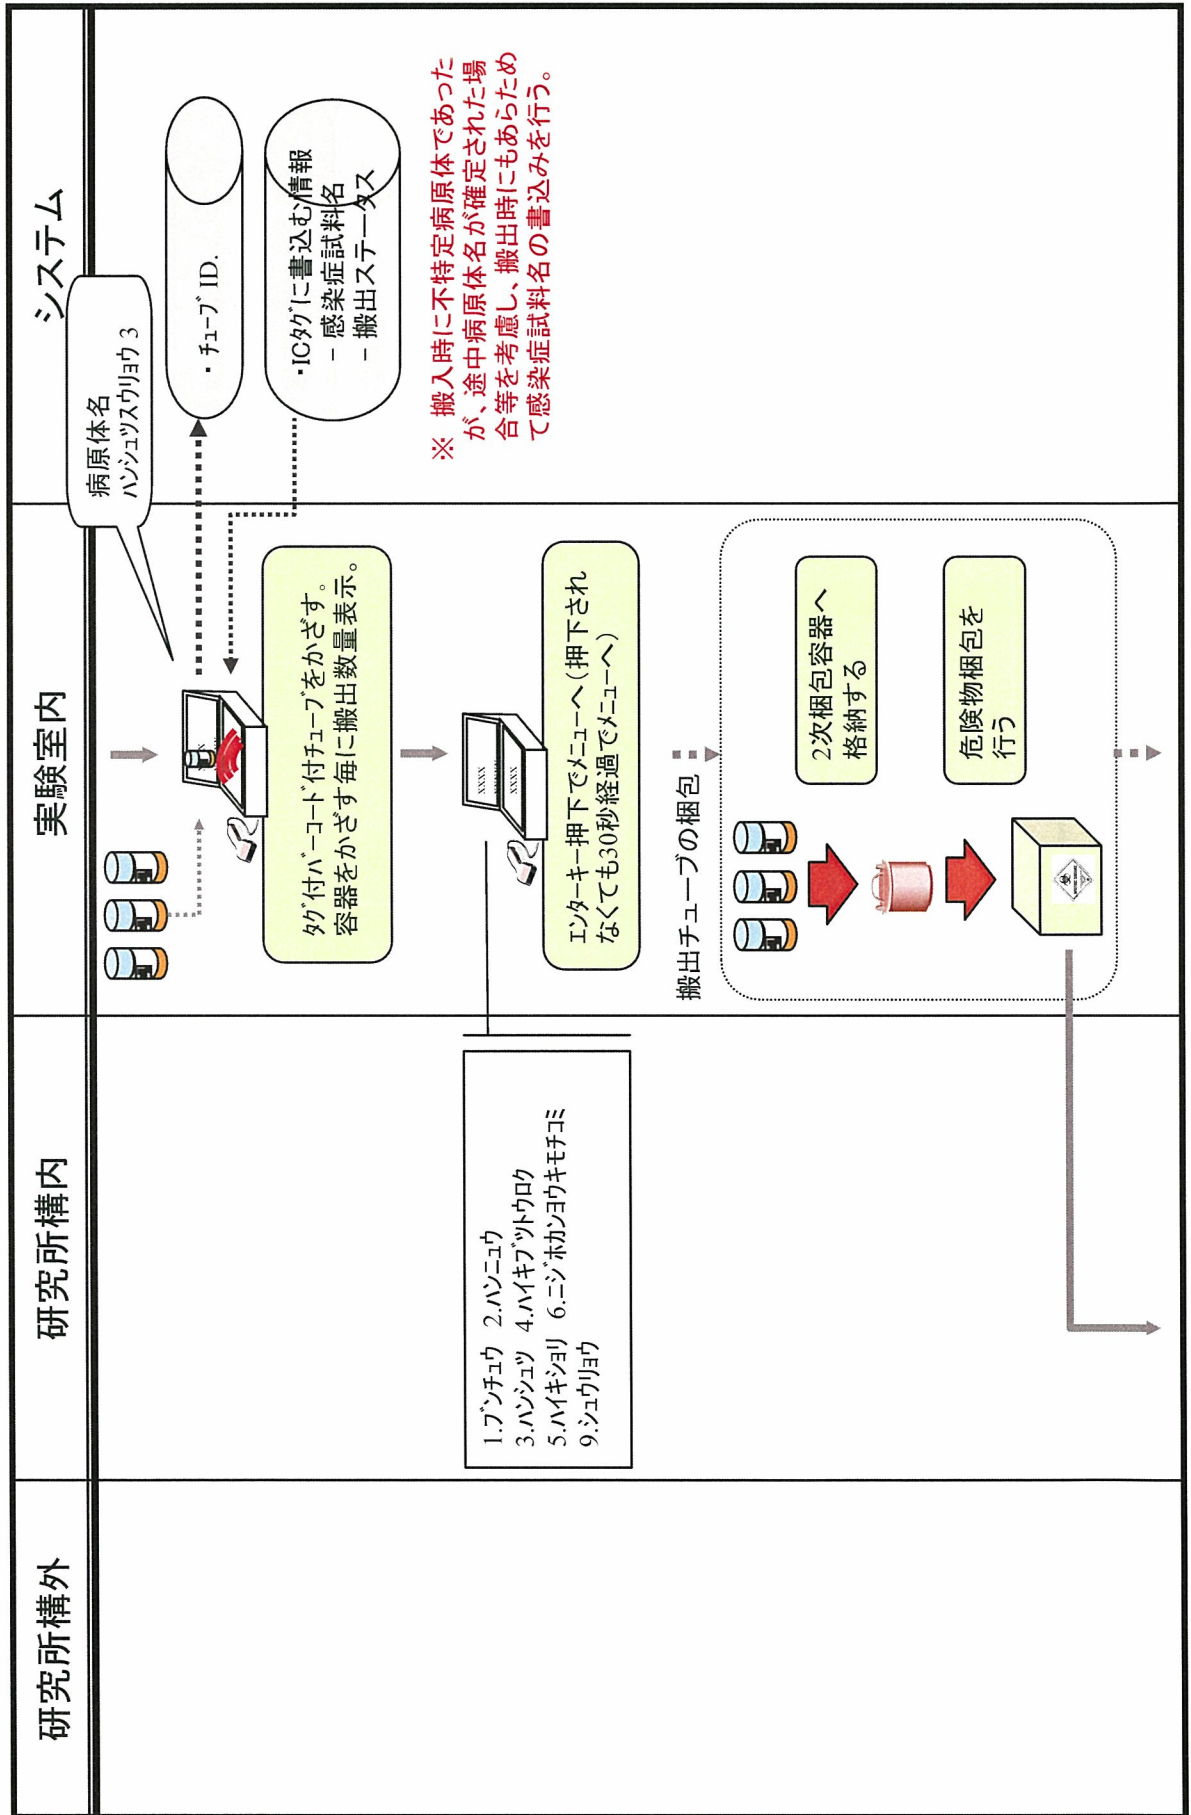 研究所構外
研究所構内
実験室内
システム
病原体名
ハンシュツスウリョウ 3
・チューブ ID.
・ICタグに書込む情報
− 感染症試料名
− 搬出ステータス
タグ付バーコード付チューブをかざす。
容器をかざす毎に搬出数量表示。
※ 搬入時に不特定病原体であった
が、途中病原体名が確定された場
合等を考慮し、搬出時にもあらため
て感染症試料名の書込みを行う。
XXXX
XXXX
エンターキー押下でメニューへ(押下され
なくても30秒経過でメニューへ)
1.ブンチュウ 2.ハンニュウ
3.ハンシュツ 4.ハイキブツトウロク
5.ハイキショリ 6.ニジホカンヨウキモチコミ
9.シュウリョウ
搬出チューブの梱包
2次梱包容器へ
格納する
危険物梱包を
行う